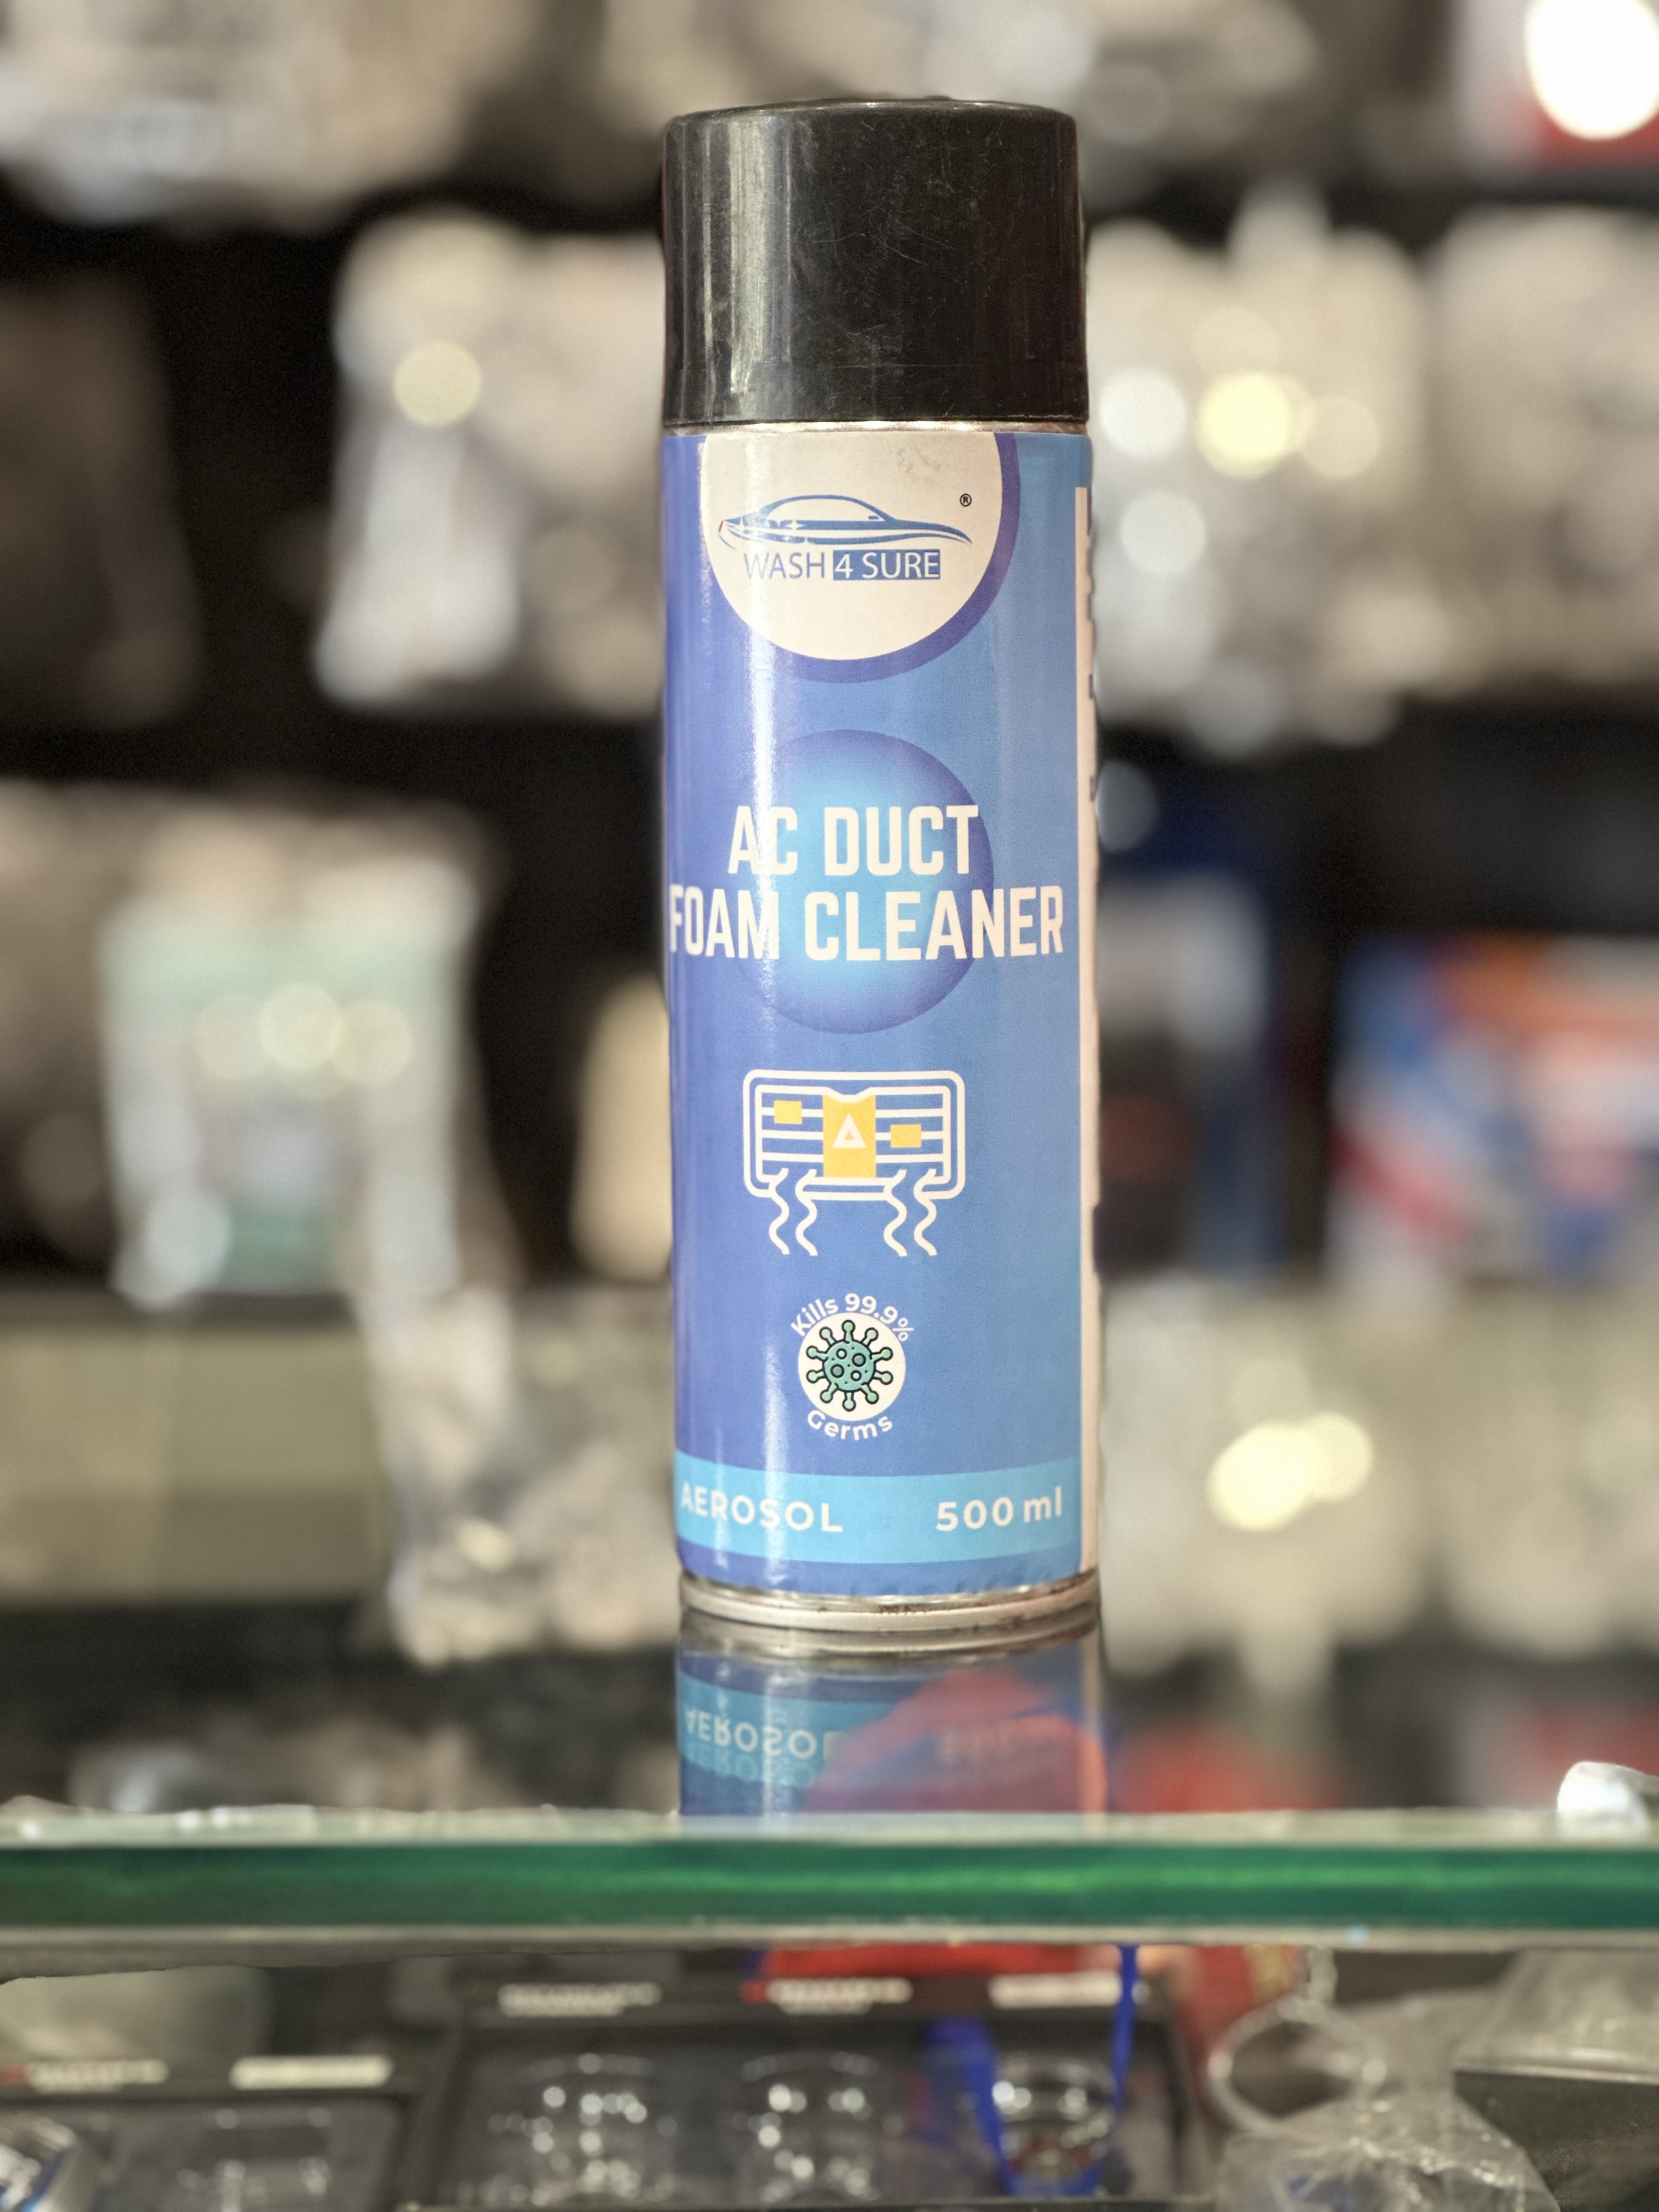 ®
WASH 4 SURE
AC DUCT
FOAM CLEANER
Kills 99.9%
Germs
AEROSOL 500 ml